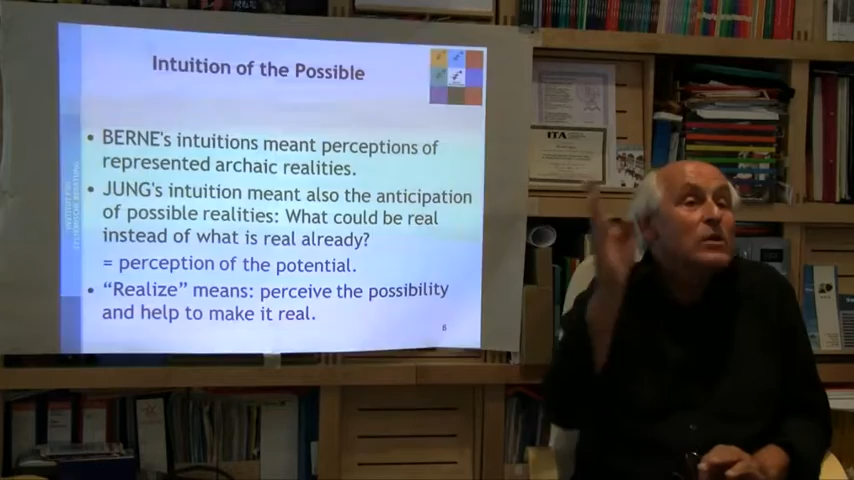 Intuition of the Possible
• BERNE's intuitions meant perceptions of
represented archaic realities.
• JUNG's intuition meant also the anticipation
of possible realities: What could be real
instead of what is real already?
= perception of the potential.
• “Realize” means: perceive the possibility
and help to make it real.
6
ITA